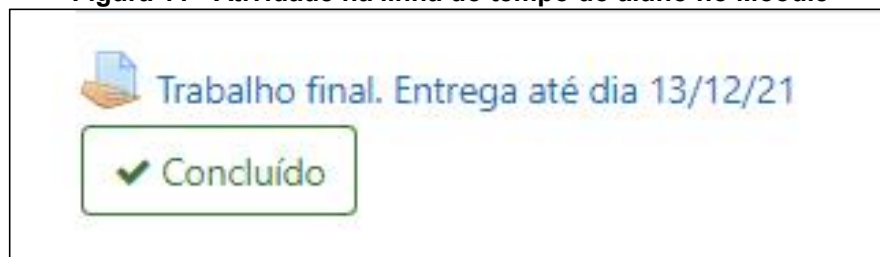 Trabalho final. Entrega até dia 13/12/21
Concluído